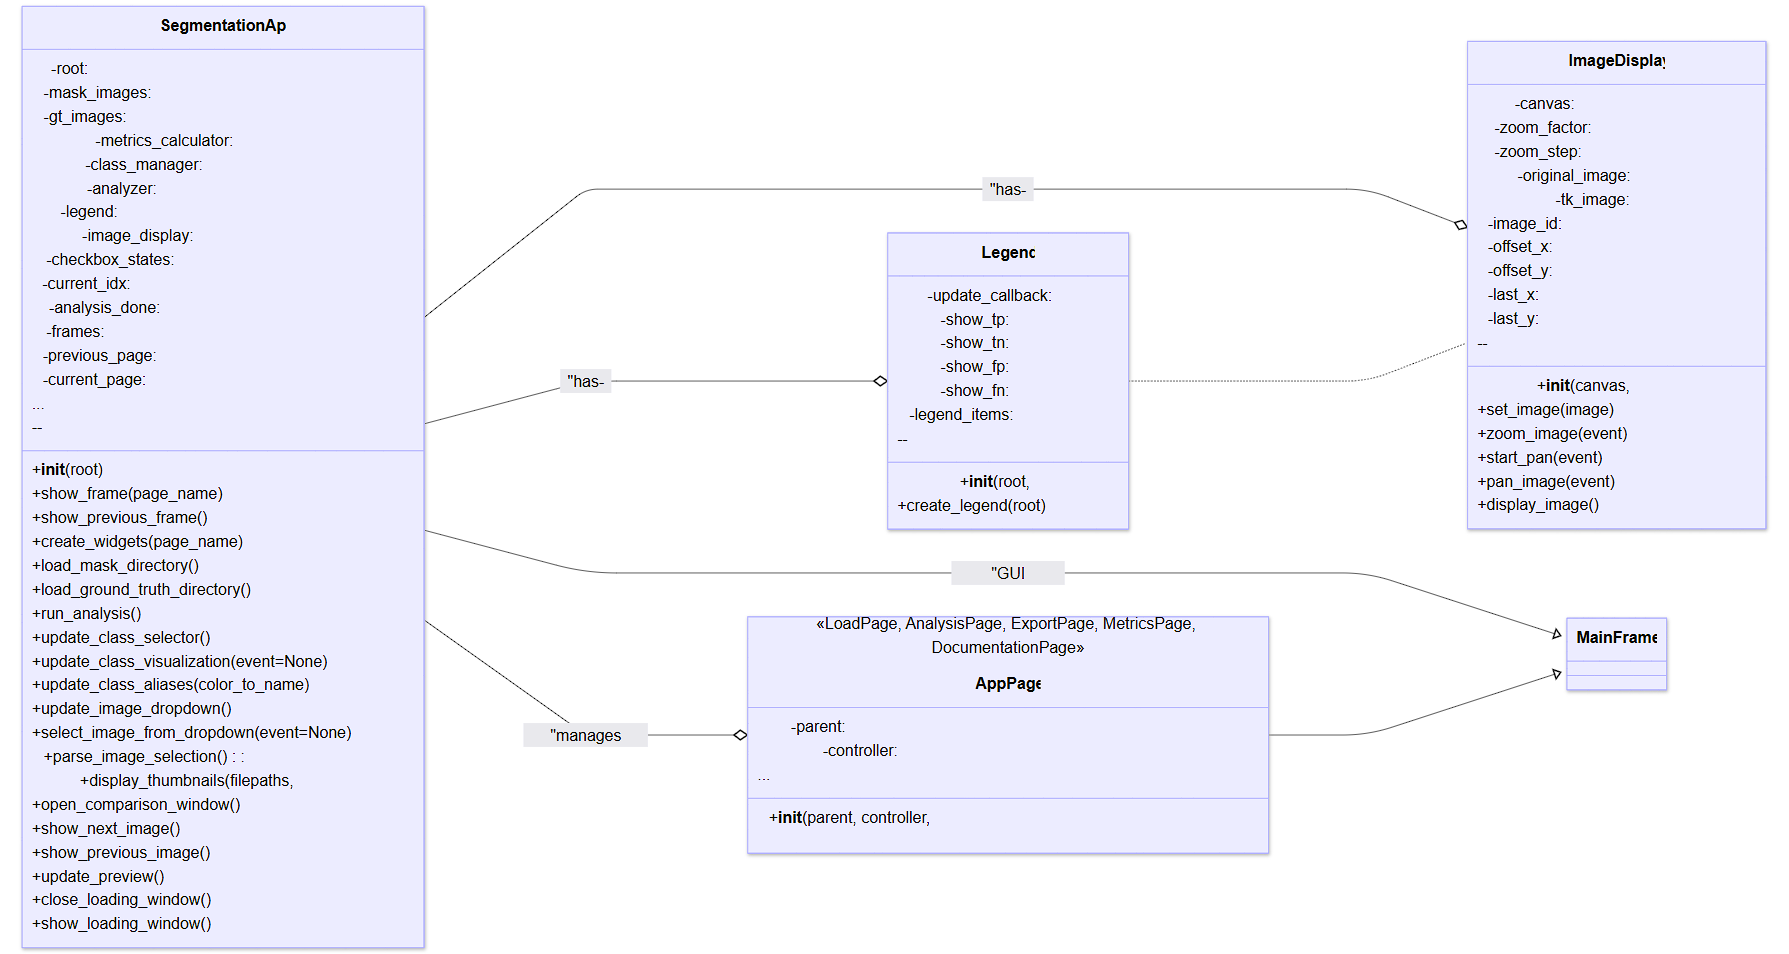 SegmentationAp
-root:
-mask_images:
-gt_images:
-metrics_calculator:
-class_manager:
-analyzer:
-legend:
-image_display:
-checkbox_states:
-current_idx:
-analysis_done:
-frames:
-previous_page:
-current_page:
...
--
+init(root)
+show_frame(page_name)
+show_previous_frame()
+create_widgets(page_name)
+load_mask_directory()
+load_ground_truth_directory()
+run_analysis()
+update_class_selector()
+update_class_visualization(event=None)
+update_class_aliases(color_to_name)
+update_image_dropdown()
+select_image_from_dropdown(event=None)
+parse_image_selection() : :
+display_thumbnails(filepaths,
+open_comparison_window()
+show_next_image()
+show_previous_image()
+update_preview()
+close_loading_window()
+show_loading_window()
"has-
"has-
"GUI
"manages
Legend
-update_callback:
-show_tp:
-show_tn:
-show_fp:
-show_fn:
-legend_items:
--
+init(root,
+create_legend(root)
«LoadPage, AnalysisPage, ExportPage, MetricsPage,
DocumentationPage»
AppPage
-parent:
-controller:
...
+init(parent, controller,
ImageDisplay
-canvas:
-zoom_factor:
-zoom_step:
-original_image:
-tk_image:
-image_id:
-offset_x:
-offset_y:
-last_x:
-last_y:
--
+init(canvas,
+set_image(image)
+zoom_image(event)
+start_pan(event)
+pan_image(event)
+display_image()
MainFrame